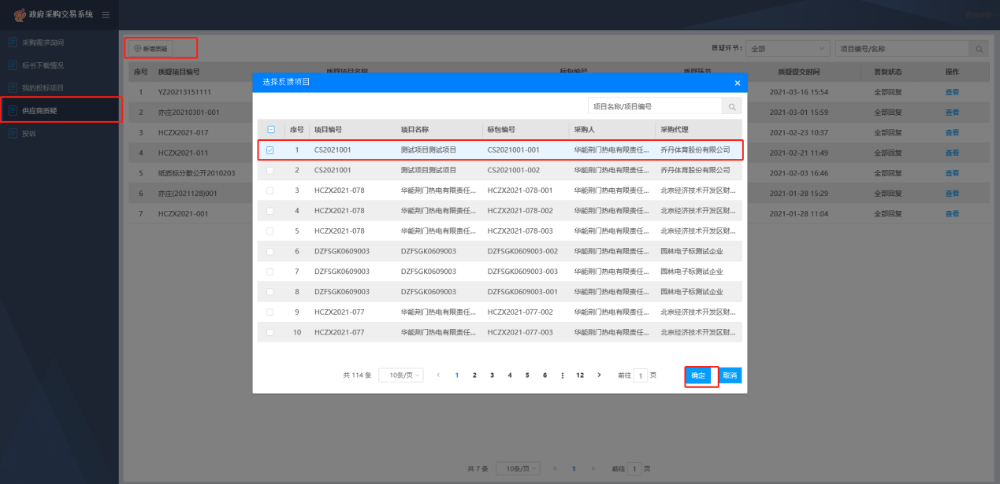 政府采购交易系统
采购需求询问
标书下载情况
我的投标项目
供应商质疑
投诉
新增质疑
质疑环节： 全部 项目编号/名称
序号 质疑项目编号 质疑项目名称 标包编号 质疑环节 质疑提交时间 答复状态 操作
1 YZ20213151111 2021-03-16 15:54 全部回复 查看
2 亦庄20210301-001 2021-03-01 15:59 全部回复 查看
3 HCZX2021-017 2021-02-23 10:37 全部回复 查看
4 HCZX2021-011 2021-02-21 11:49 全部回复 查看
5 纸质标分散公开2010203 2021-02-03 16:46 全部回复 查看
6 亦庄(2021128)001 2021-01-28 15:29 全部回复 查看
7 HCZX2021-001 2021-01-28 11:04 全部回复 查看
选择反馈项目
项目名称/项目编号
序号 项目编号 项目名称 标包编号 采购人 采购代理
1 CS2021001 测试项目测试项目 CS2021001-001 华能荆门热电有限责任... 乔丹体育股份有限公司
2 CS2021001 测试项目测试项目 CS2021001-002 华能荆门热电有限责任... 乔丹体育股份有限公司
3 HCZX2021-078 华能荆门热电有限责任... HCZX2021-078-001 华能荆门热电有限责任... 北京经济技术开发区财...
4 HCZX2021-078 华能荆门热电有限责任... HCZX2021-078-002 华能荆门热电有限责任... 北京经济技术开发区财...
5 HCZX2021-078 华能荆门热电有限责任... HCZX2021-078-003 华能荆门热电有限责任... 北京经济技术开发区财...
6 DZFSGK0609003 DZFSGK0609003 DZFSGK0609003-002 华能荆门热电有限责任... 园林电子标测试企业
7 DZFSGK0609003 DZFSGK0609003 DZFSGK0609003-003 华能荆门热电有限责任... 园林电子标测试企业
8 DZFSGK0609003 DZFSGK0609003 DZFSGK0609003-001 华能荆门热电有限责任... 园林电子标测试企业
9 HCZX2021-077 华能荆门热电有限责任... HCZX2021-077-002 华能荆门热电有限责任... 北京经济技术开发区财...
10 HCZX2021-077 华能荆门热电有限责任... HCZX2021-077-003 华能荆门热电有限责任... 北京经济技术开发区财...
共 114 条 10条/页 1 2 3 4 5 6 12 前往 1 页 确定 取消
共 7 条 10条/页 1 前往 1 页